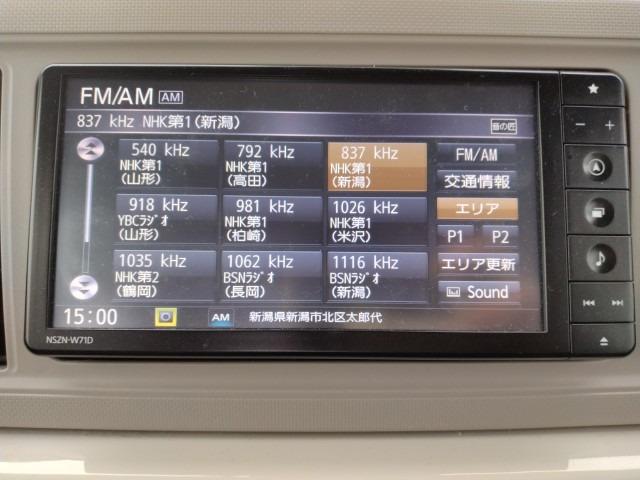 FM/AM AM
837 kHz NHK第1(新潟) 音の匠
540 kHz
NHK第1
(山形)
792 kHz
NHK第1
(高田)
837 kHz
NHK第1
(新潟)
FM/AM
交通情報
918 kHz
YBCラジオ
(山形)
981 kHz
NHK第1
(柏崎)
1026 kHz
NHK第1
(米沢)
エリア
P1 P2
1035 kHz
NHK第2
(鶴岡)
1062 kHz
BSNラジオ
(長岡)
1116 kHz
BSNラジオ
(新潟)
エリア更新
Sound
15:00 AM 新潟県新潟市北区太郎代
NSZN-W71D